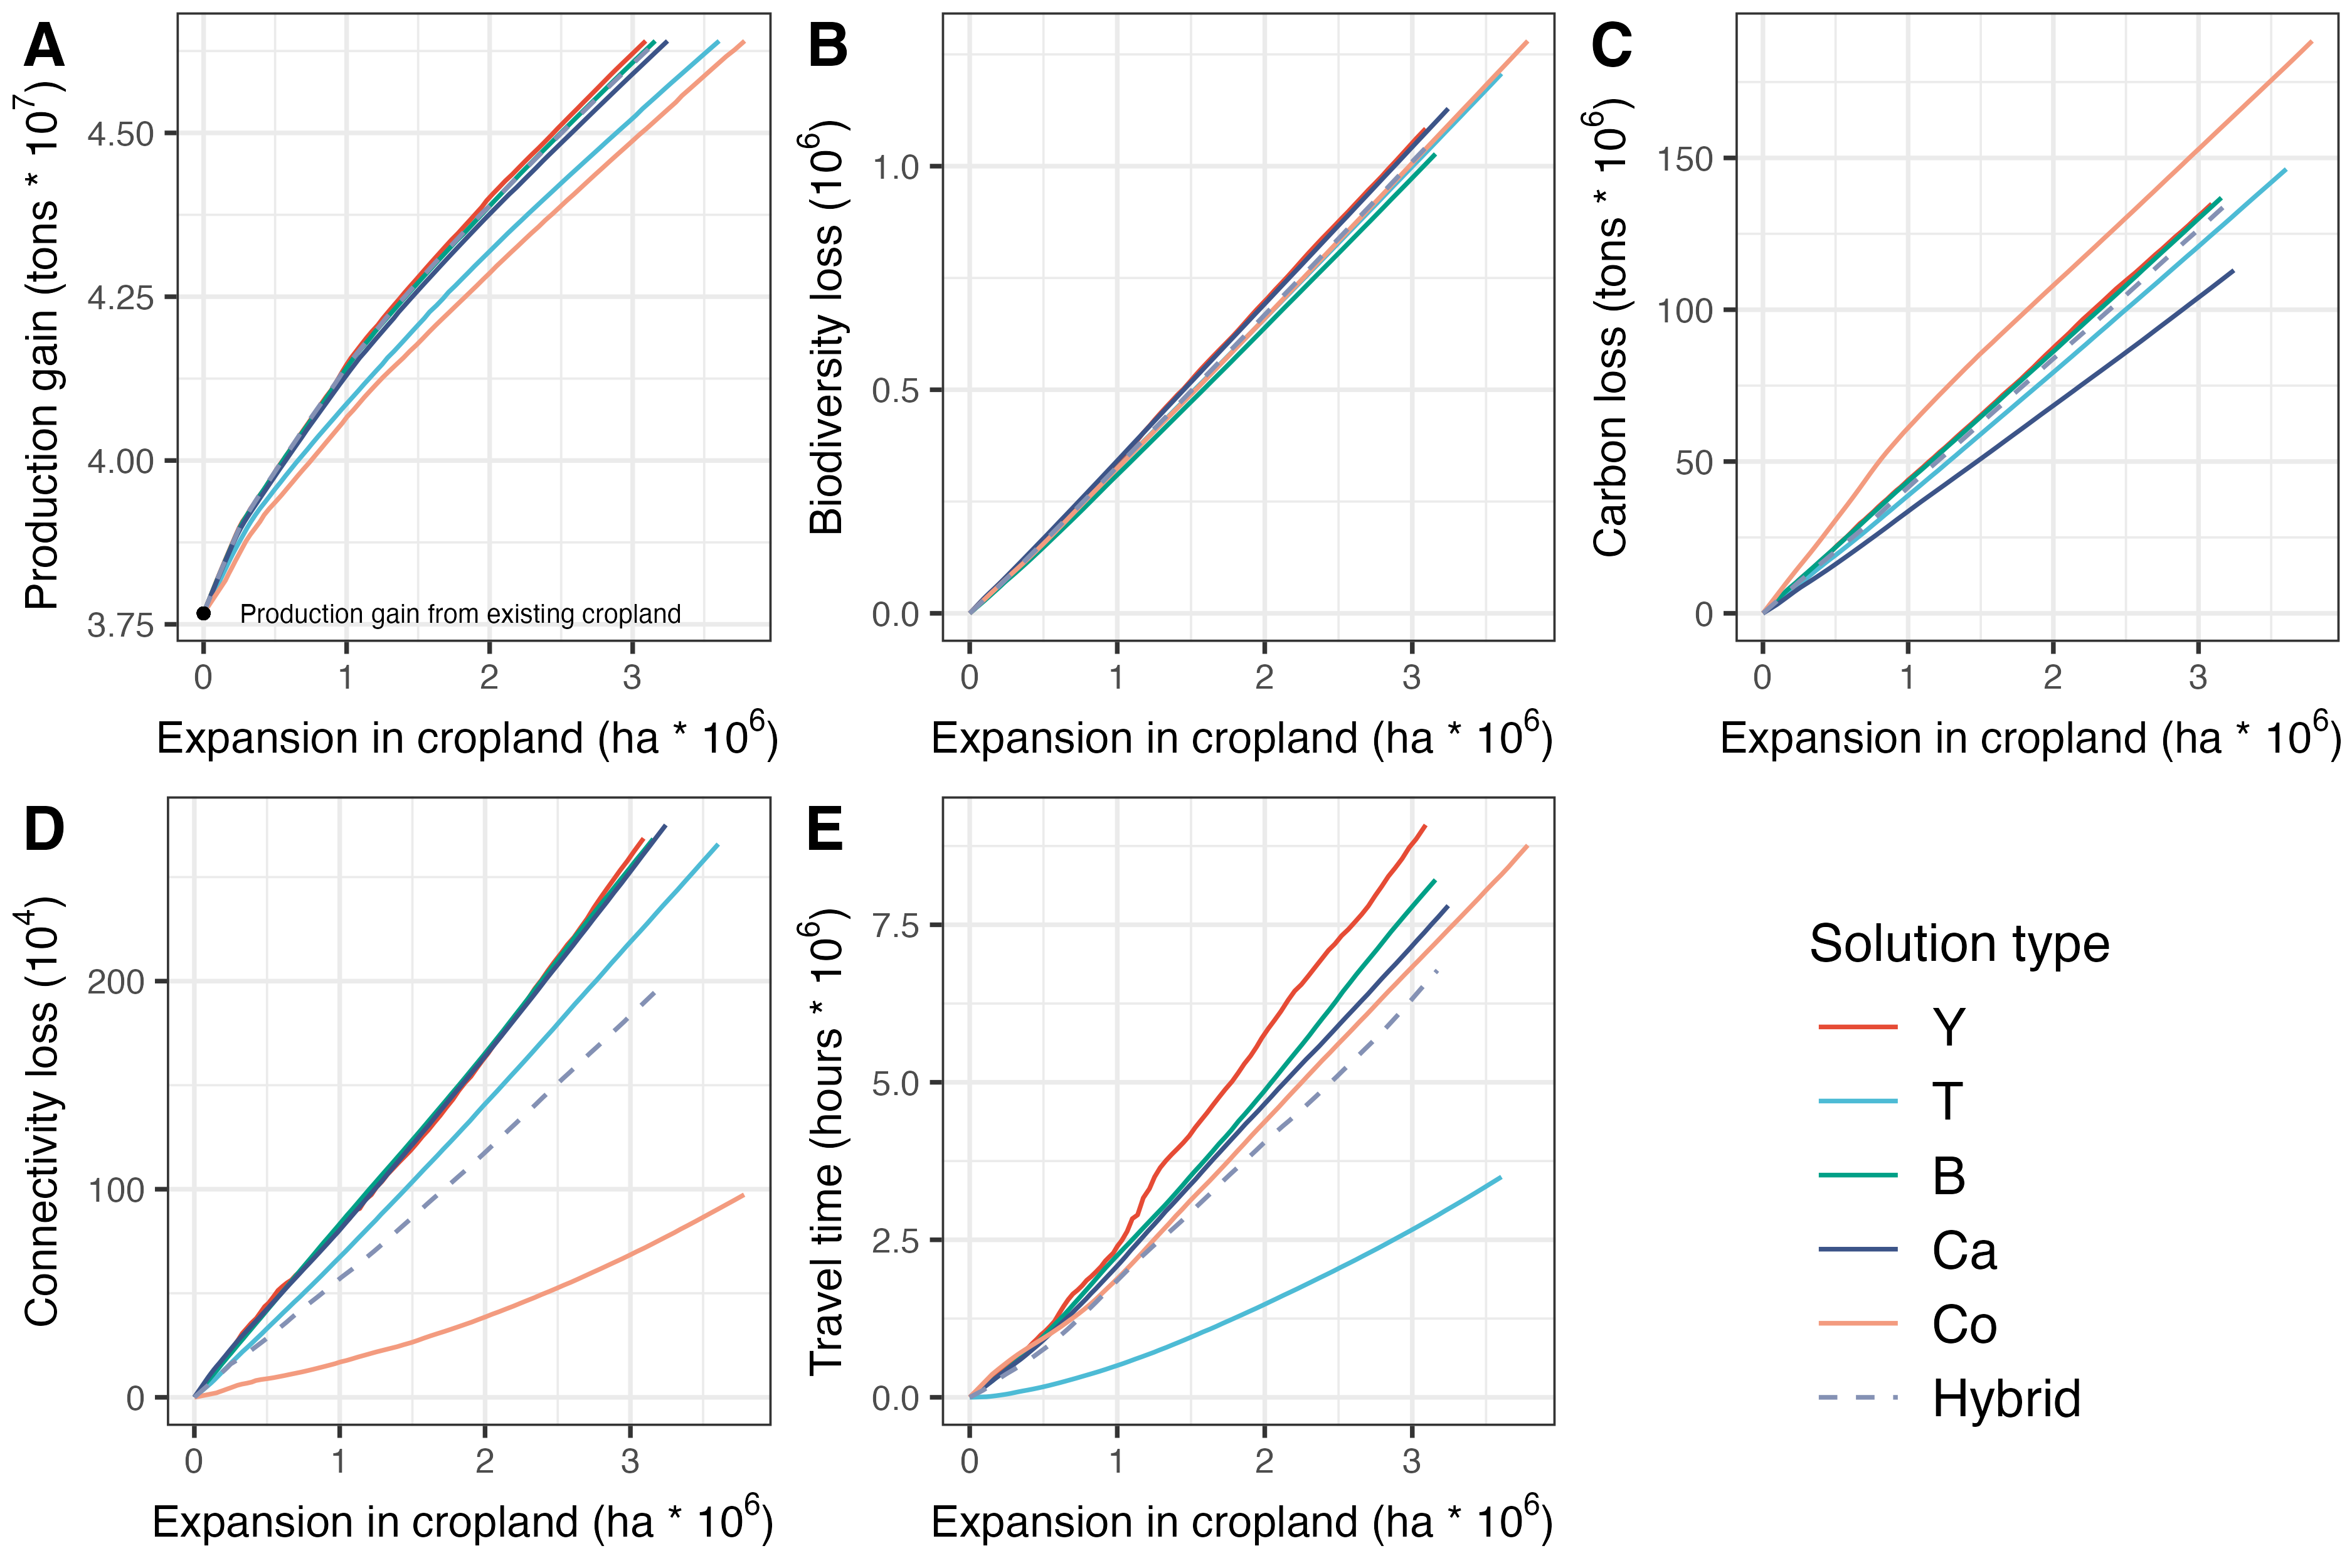 A
Production gain (tons * 10^7)
4.50
4.25
4.00
3.75
Production gain from existing cropland
0 1 2 3
Expansion in cropland (ha * 10^6)
B
Biodiversity loss (10^6)
1.0
0.5
0.0
0 1 2 3
Expansion in cropland (ha * 10^6)
C
Carbon loss (tons * 10^6)
150
100
50
0
0 1 2 3
Expansion in cropland (ha * 10^6)
D
Connectivity loss (10^4)
200
100
0
0 1 2 3
Expansion in cropland (ha * 10^6)
E
Travel time (hours * 10^6)
7.5
5.0
2.5
0.0
0 1 2 3
Expansion in cropland (ha * 10^6)
Solution type
Y
T
B
Ca
Co
Hybrid